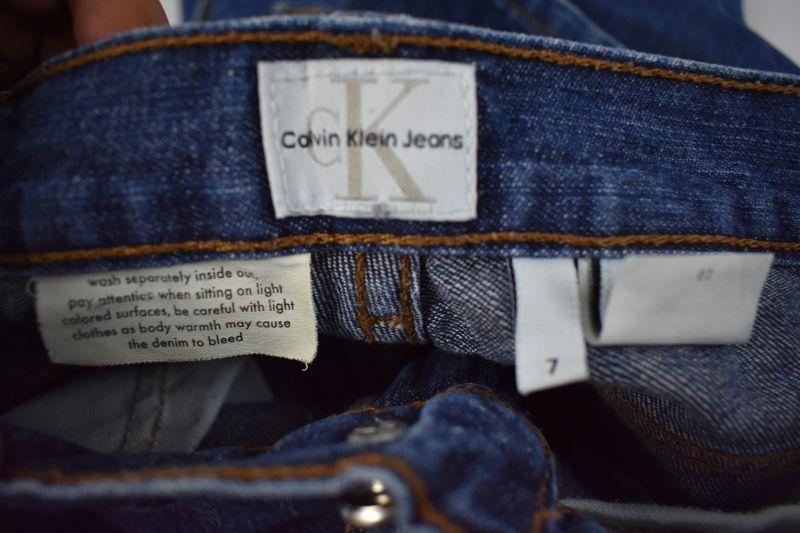 CK
Calvin Klein Jeans
wash separately inside out,
pay attention when sitting on light
colored surfaces, be careful with light
clothes as body warmth may cause
the denim to bleed
7